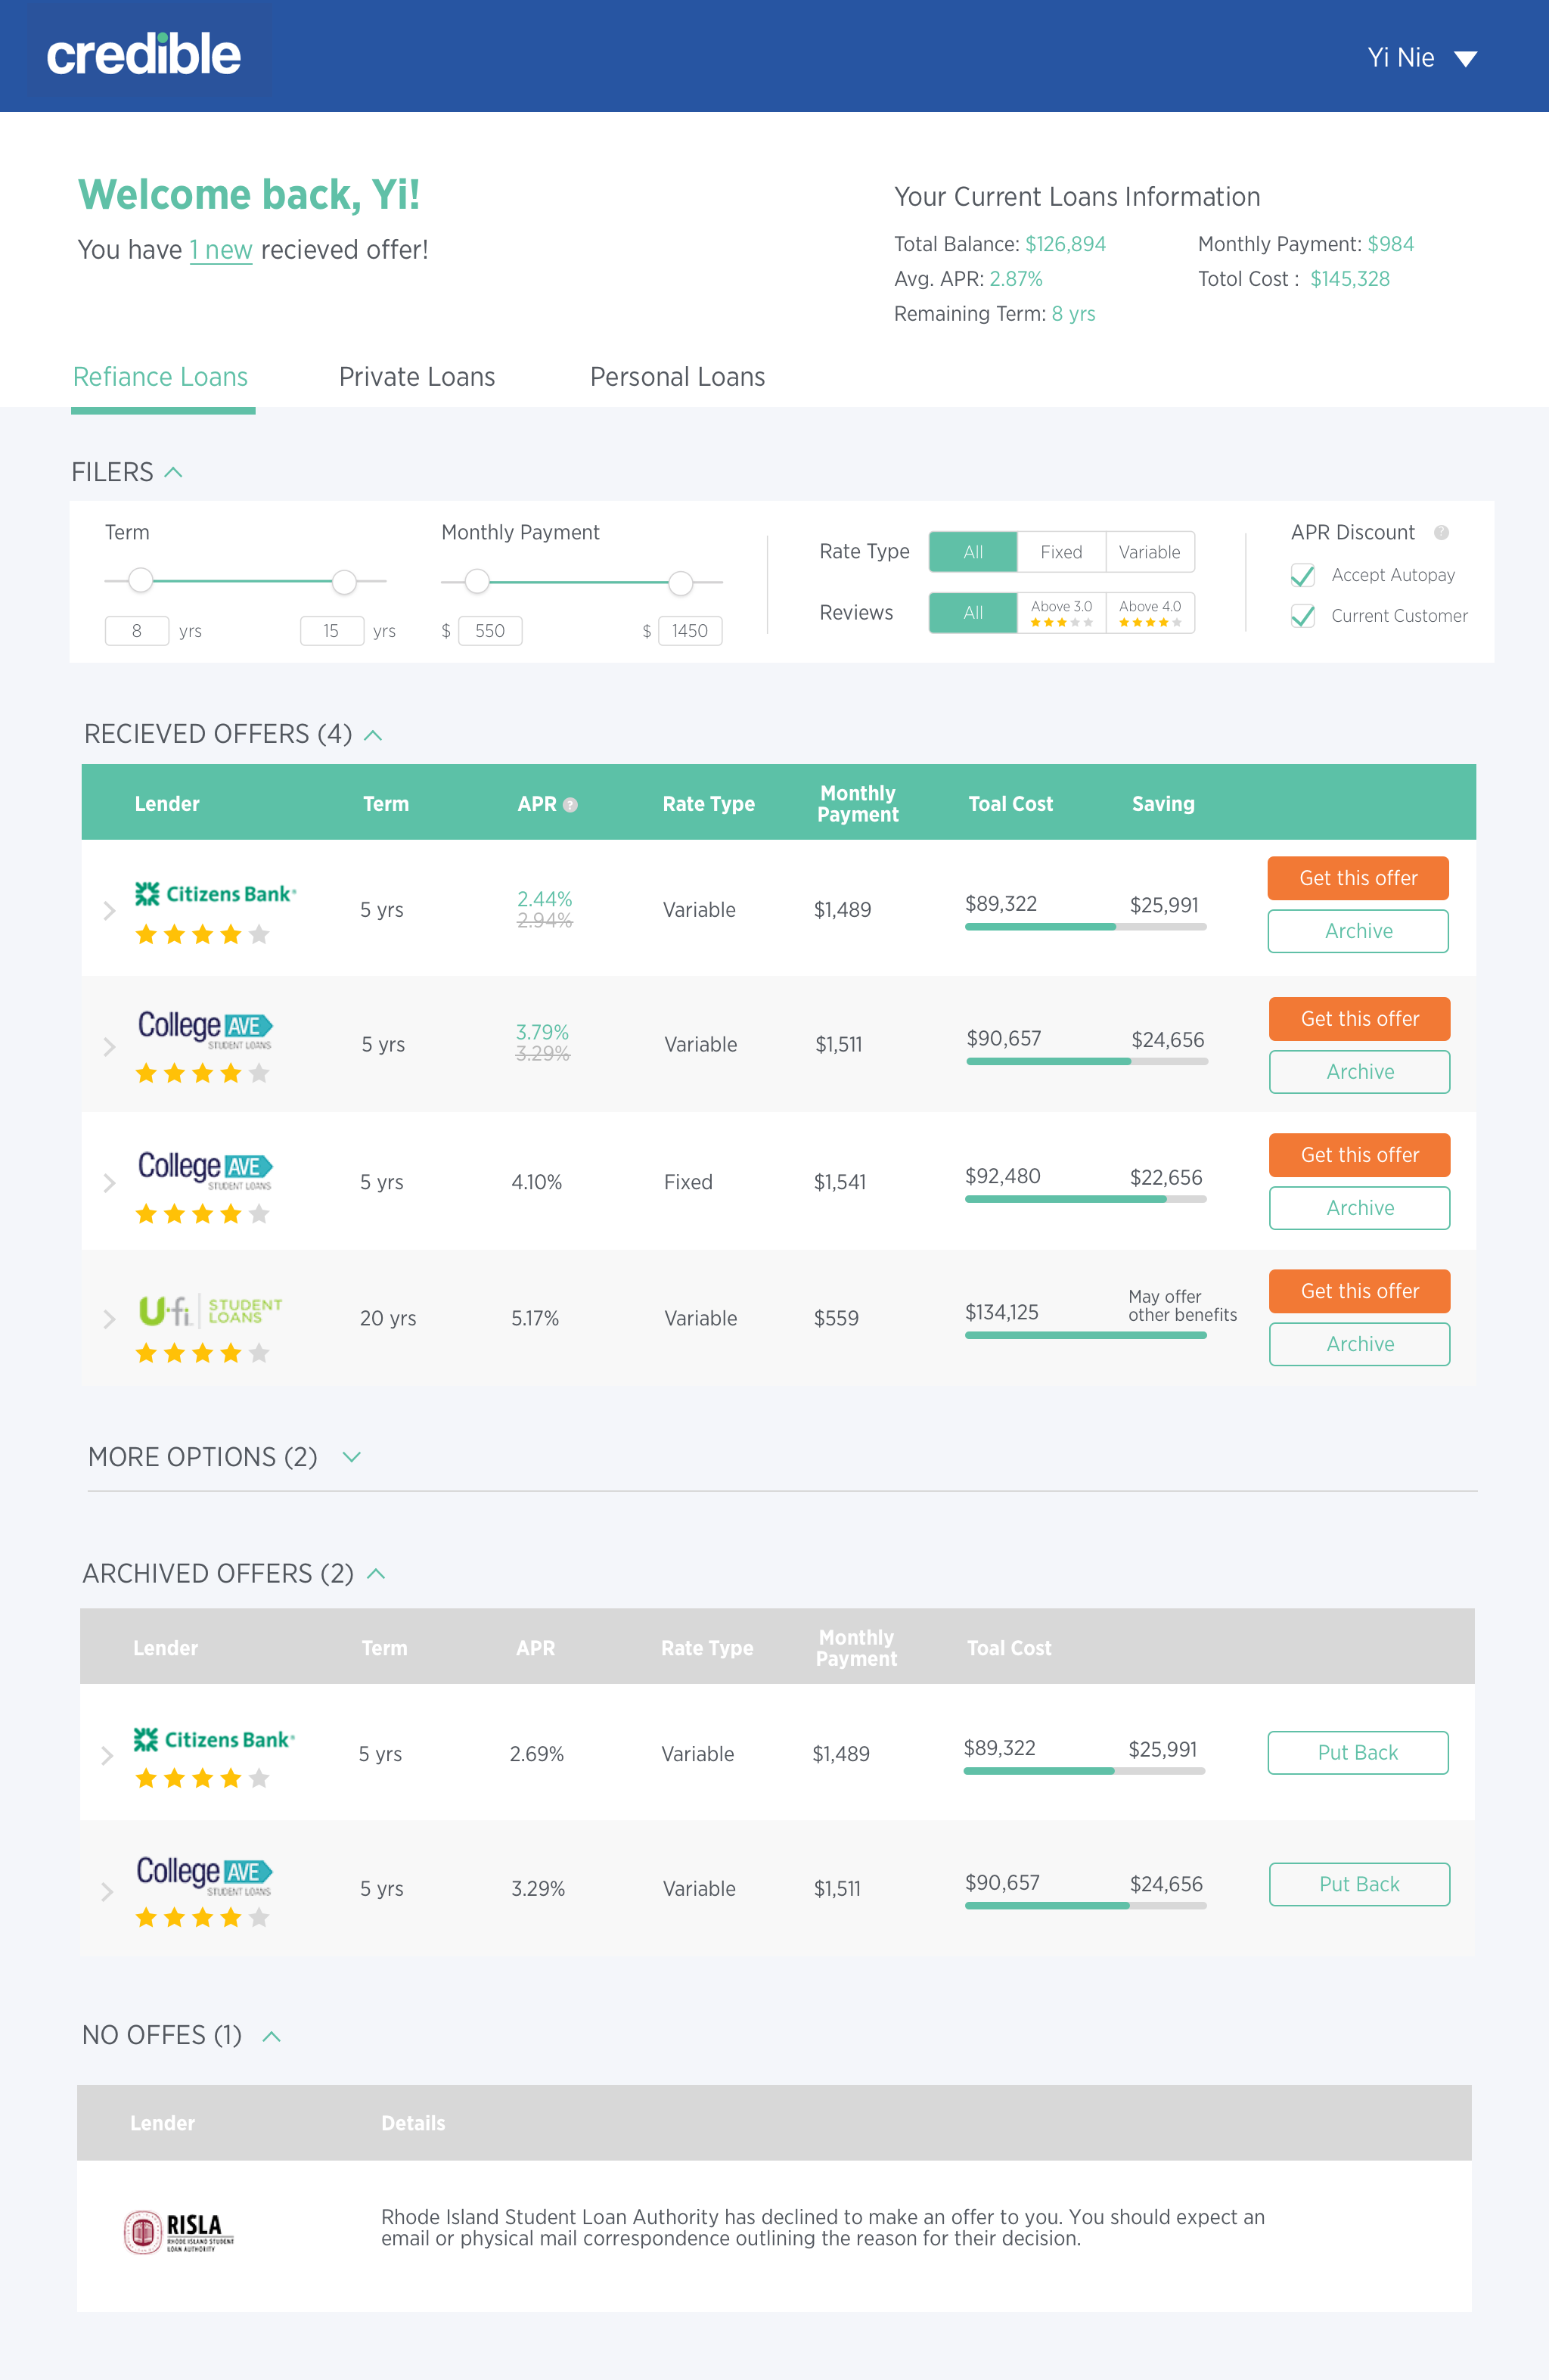 credible
Yi Nie
Welcome back, Yi!
You have 1 new recieved offer!
Your Current Loans Information
Total Balance: $126,894
Monthly Payment: $984
Avg. APR: 2.87%
Totol Cost : $145,328
Remaining Term: 8 yrs
Refiance Loans
Private Loans
Personal Loans
FILERS
Term
8 yrs
15 yrs
Monthly Payment
$ 550
$ 1450
Rate Type
All
Fixed
Variable
Reviews
All
Above 3.0
Above 4.0
APR Discount ?
Accept Autopay
Current Customer
RECIEVED OFFERS (4)
Lender
Term
APR ?
Rate Type
Monthly
Payment
Toal Cost
Saving
Citizens Bank®
5 yrs
2.44%
2.94%
Variable
$1,489
$89,322
$25,991
Get this offer
Archive
College AVE
STUDENT LOANS
5 yrs
3.79%
3.29%
Variable
$1,511
$90,657
$24,656
Get this offer
Archive
College AVE
STUDENT LOANS
5 yrs
4.10%
Fixed
$1,541
$92,480
$22,656
Get this offer
Archive
U-fi
STUDENT
LOANS
20 yrs
5.17%
Variable
$559
$134,125
May offer
other benefits
Get this offer
Archive
MORE OPTIONS (2)
ARCHIVED OFFERS (2)
Lender
Term
APR
Rate Type
Monthly
Payment
Toal Cost
Citizens Bank®
5 yrs
2.69%
Variable
$1,489
$89,322
$25,991
Put Back
College AVE
STUDENT LOANS
5 yrs
3.29%
Variable
$1,511
$90,657
$24,656
Put Back
NO OFFES (1)
Lender
Details
RISLA
RHODE ISLAND STUDENT
LOAN AUTHORITY
Rhode Island Student Loan Authority has declined to make an offer to you. You should expect an
email or physical mail correspondence outlining the reason for their decision.